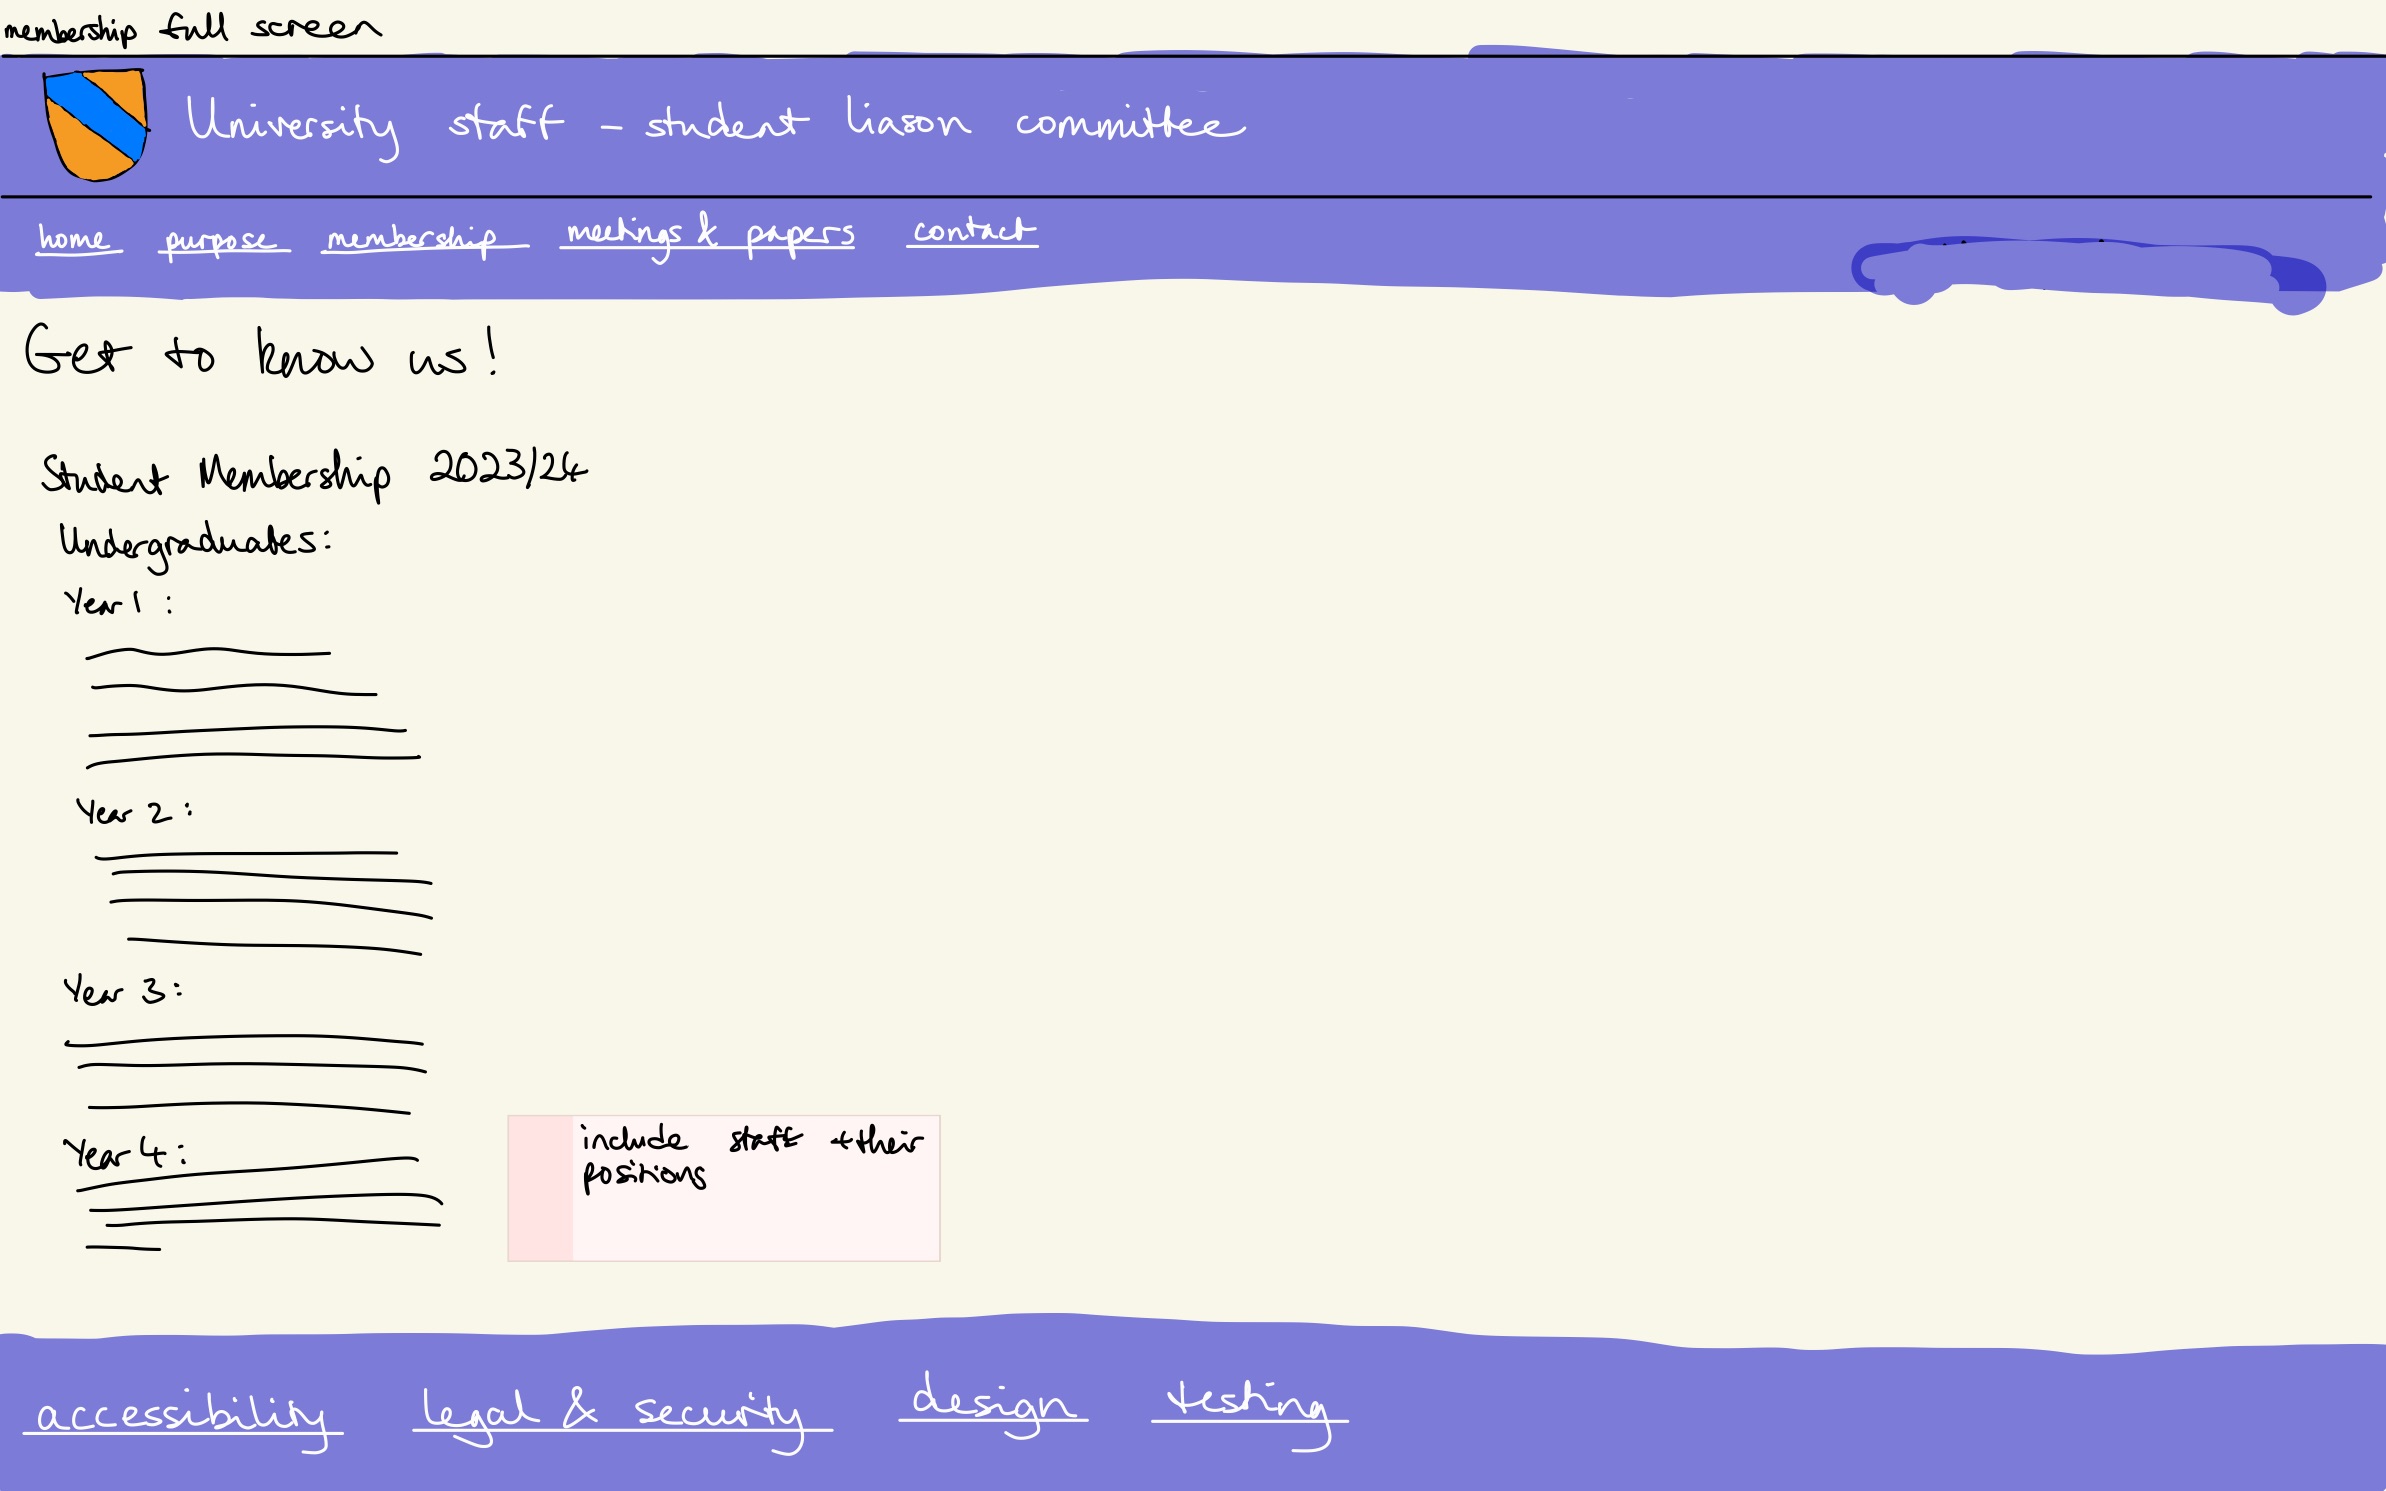 membership full screen
University staff - student liason committee
home purpose membership meetings & papers contact
Get to know us!
Student Membership 2023/24
Undergraduates:
Year 1 :
Year 2 :
Year 3 :
Year 4 :
include staff + their
positions
accessibility legal & security design testing